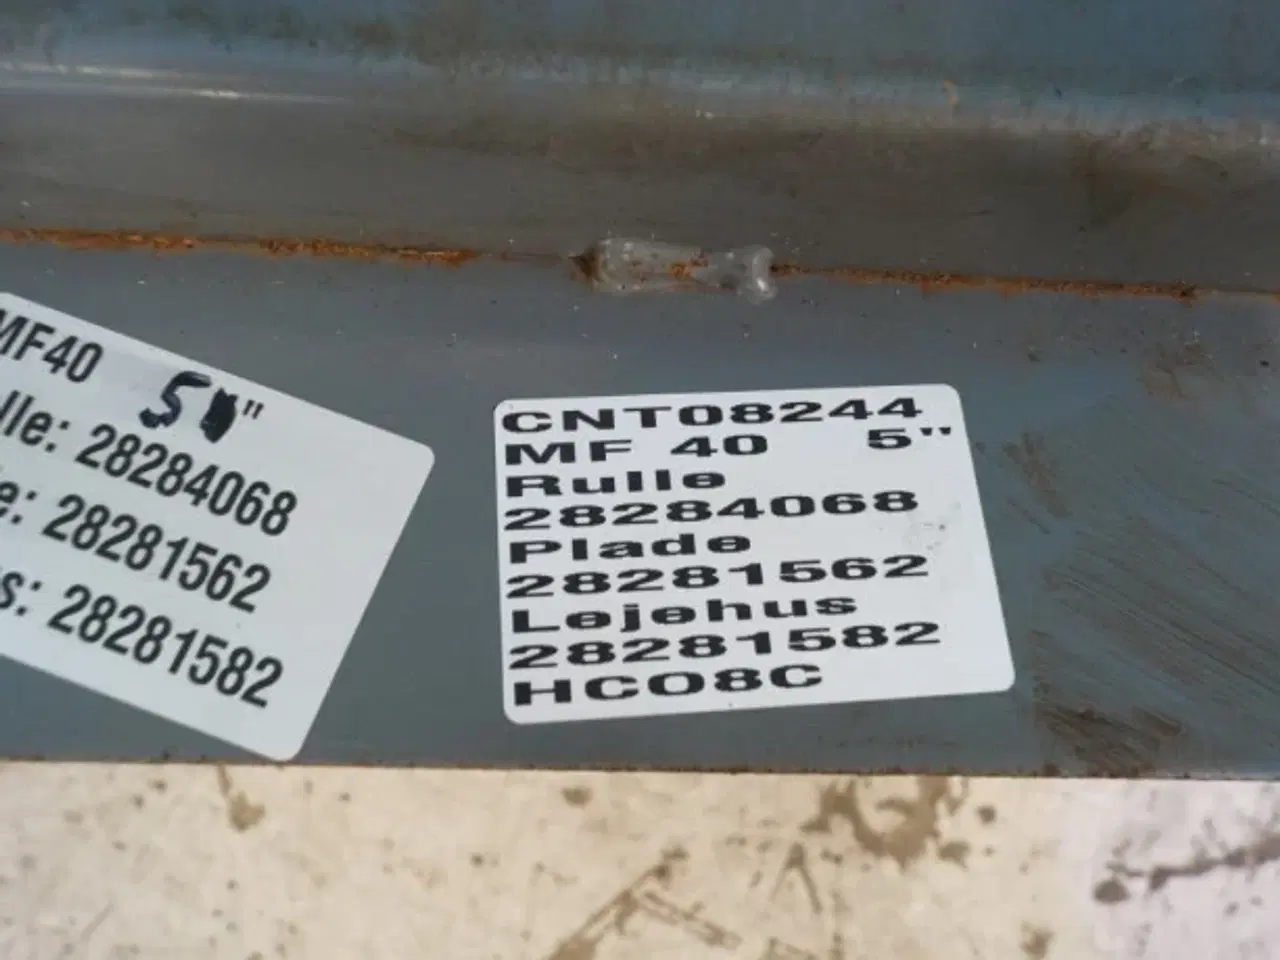 MF40 5"
lle: 28284068
e: 28281562
s: 28281582
CNT08244
MF 40 5"
Rulle
28284068
Plade
28281562
Lejehus
28281582
HC08C